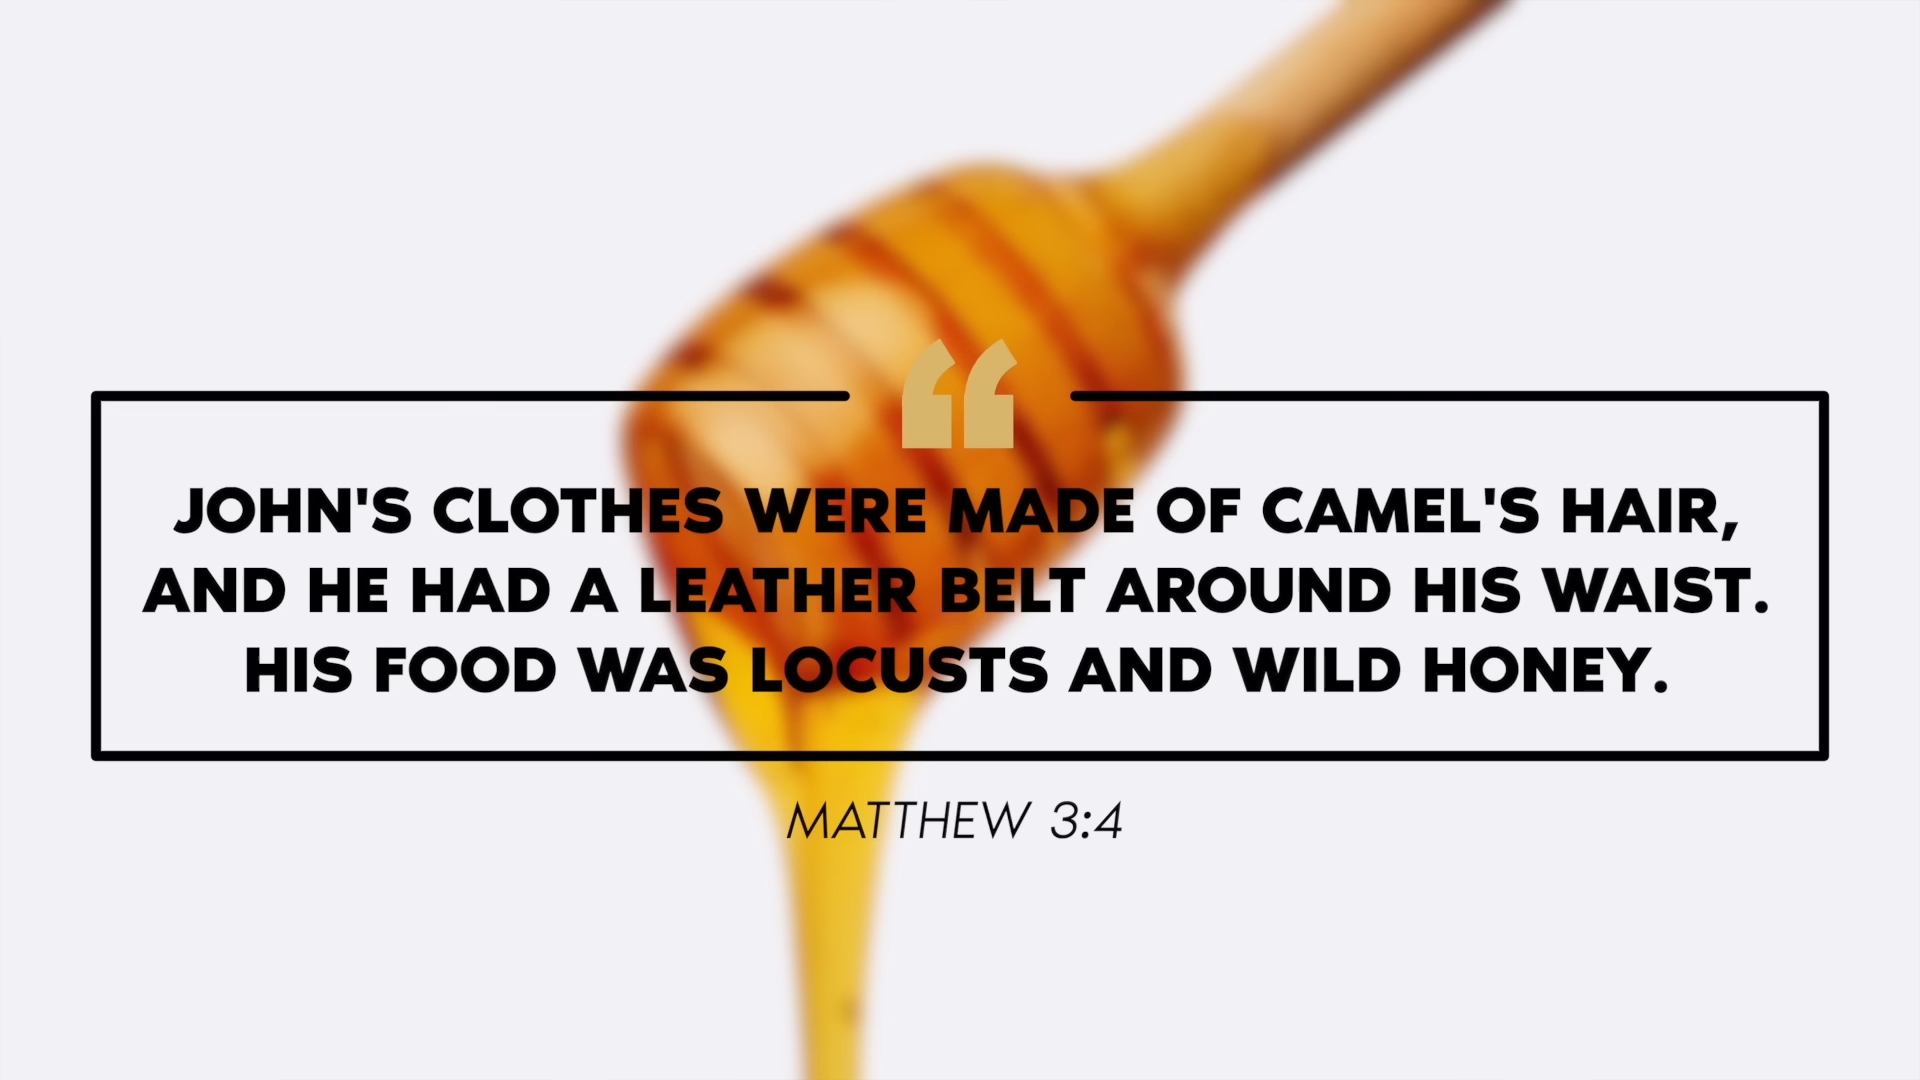 “
JOHN'S CLOTHES WERE MADE OF CAMEL'S HAIR,
AND HE HAD A LEATHER BELT AROUND HIS WAIST.
HIS FOOD WAS LOCUSTS AND WILD HONEY.
MATTHEW 3:4